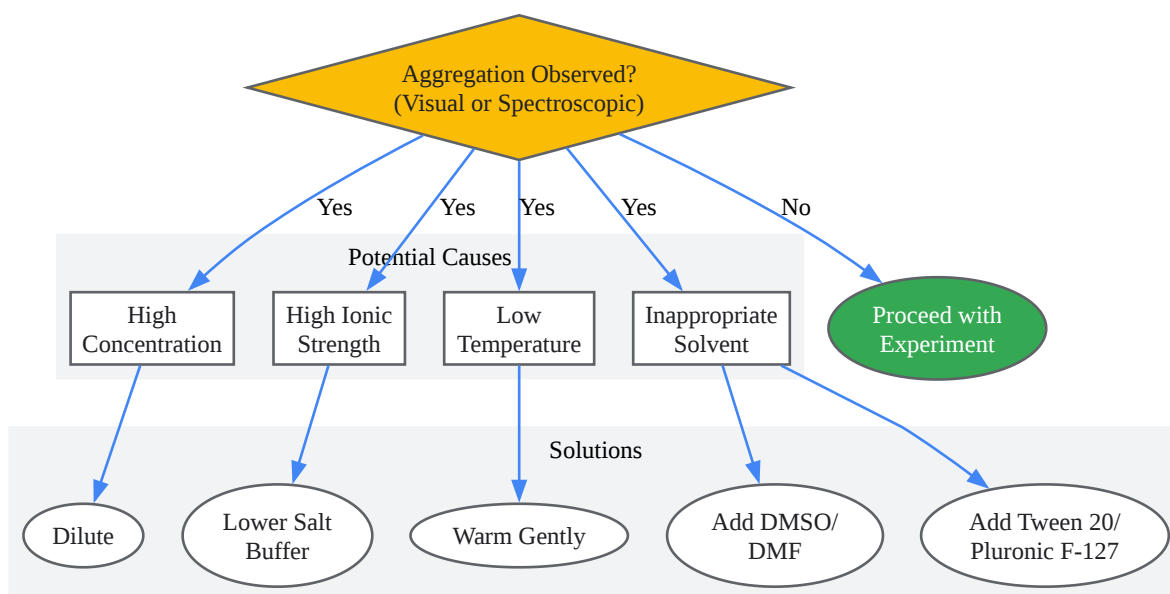 Aggregation Observed?
(Visual or Spectroscopic)
Yes
Yes
Yes
Yes
No
Potential Causes
High
Concentration
High Ionic
Strength
Low
Temperature
Inappropriate
Solvent
Proceed with
Experiment
Solutions
Dilute
Lower Salt
Buffer
Warm Gently
Add DMSO/
DMF
Add Tween 20/
Pluronic F-127